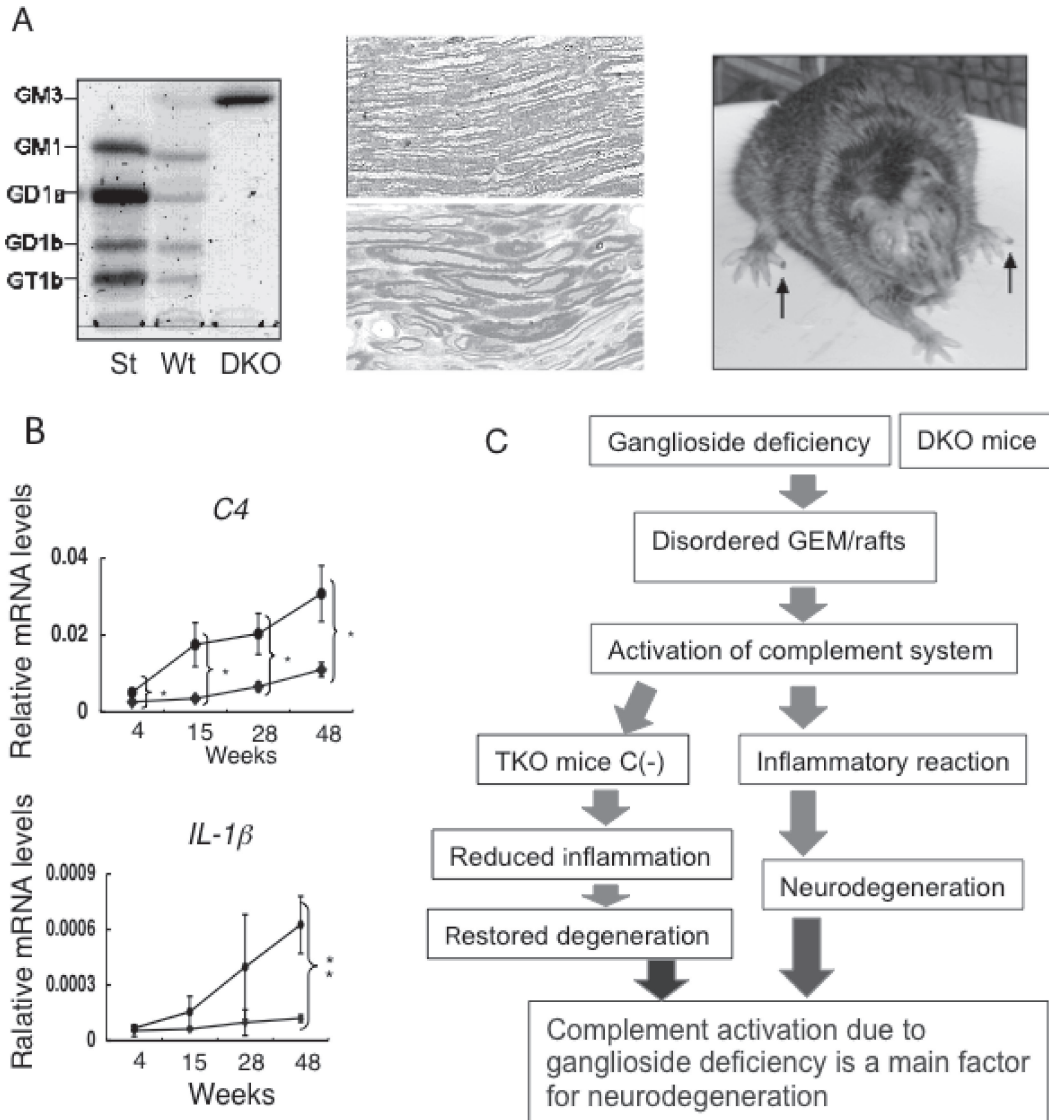 A
GM3
GM1
GD1a
GD1b
GT1b
St Wt DKO
B
C4
Relative mRNA levels
0.04
0.02
0
4 15 28 48
Weeks
*
*
*
*
IL-1β
Ralative mRNA levels
0.0009
0.0006
0.0003
0
4 15 28 48
Weeks
*
*
C
Ganglioside deficiency
DKO mice
Disordered GEM/rafts
Activation of complement system
TKO mice C(-)
Inflammatory reaction
Reduced inflammation
Neurodegeneration
Restored degeneration
Complement activation due to
ganglioside deficiency is a main factor
for neurodegeneration